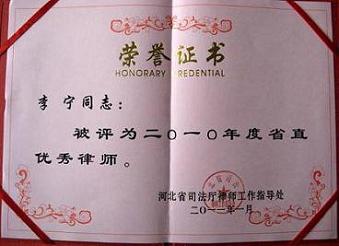 荣誉证书
HONORARY CREDENTIAL
李宁同志：
被评为二〇一〇年度省直
优秀律师。
河北省司法厅律师工作指导处
二〇一一年一月